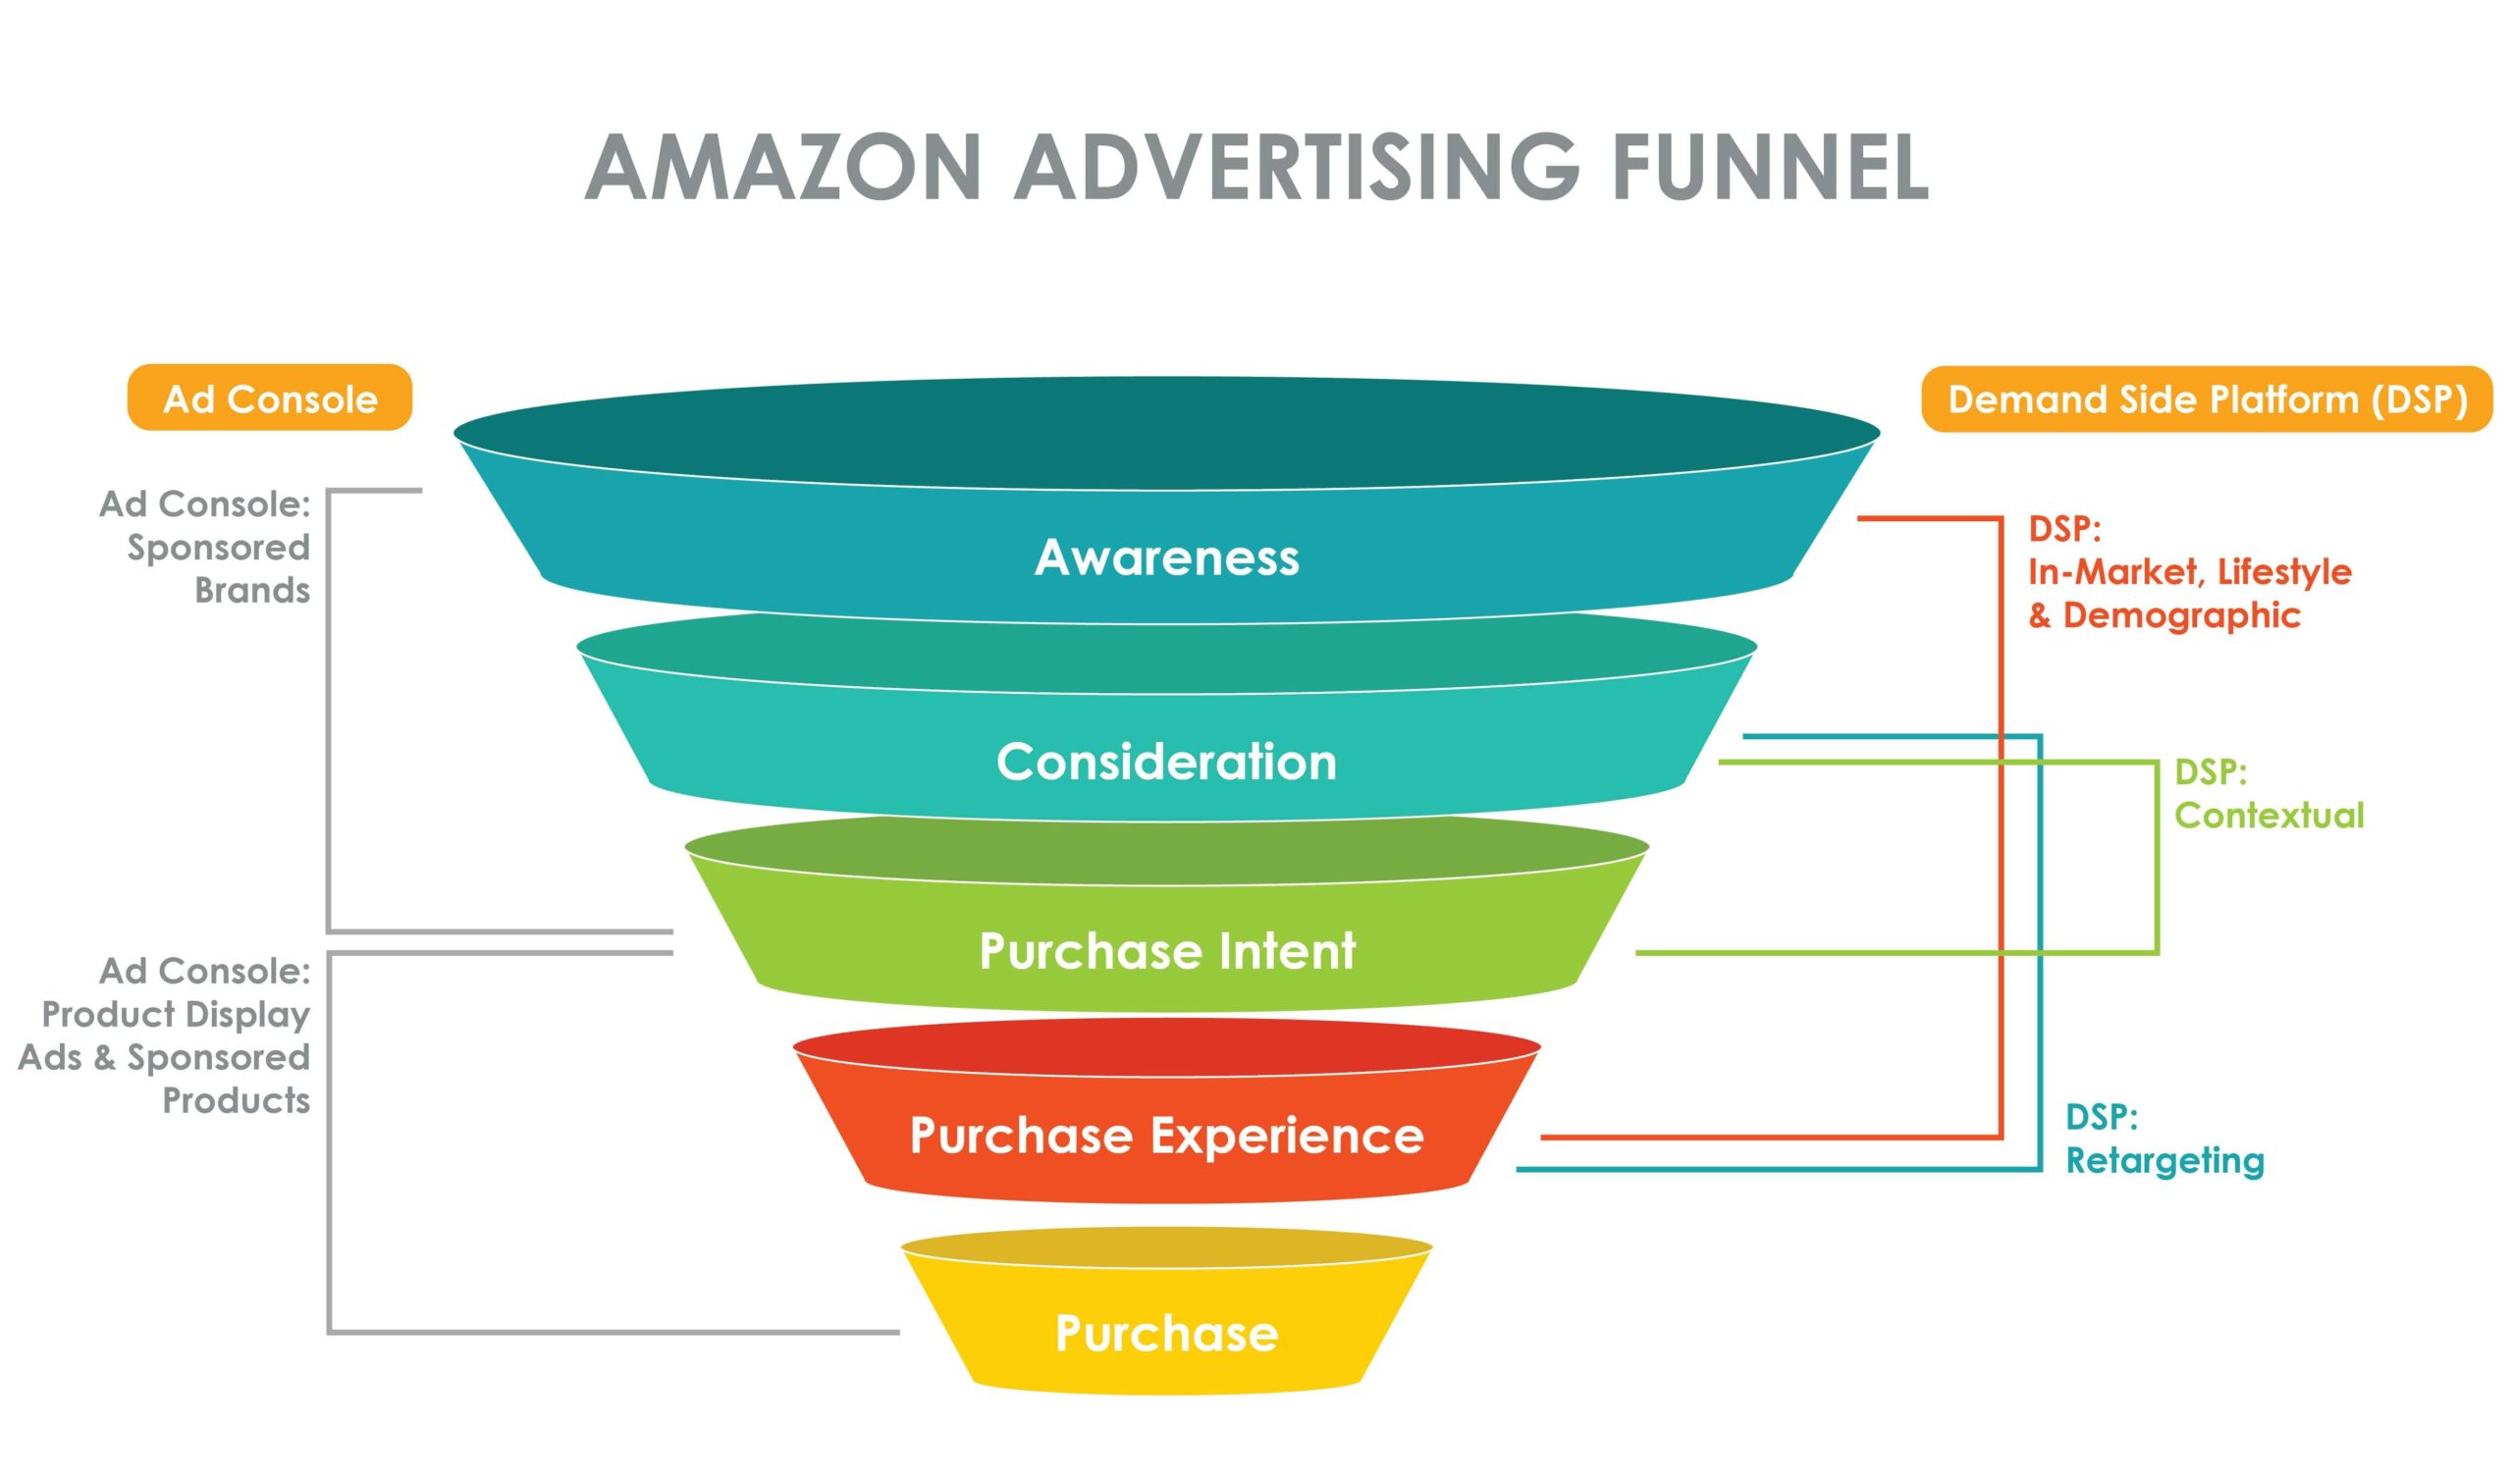 AMAZON ADVERTISING FUNNEL
Ad Console
Demand Side Platform (DSP)
Ad Console:
Sponsored
Brands
Awareness
DSP:
In-Market, Lifestyle
& Demographic
Consideration
DSP:
Contextual
Purchase Intent
Ad Console:
Product Display
Ads & Sponsored
Products
Purchase Experience
DSP:
Retargeting
Purchase